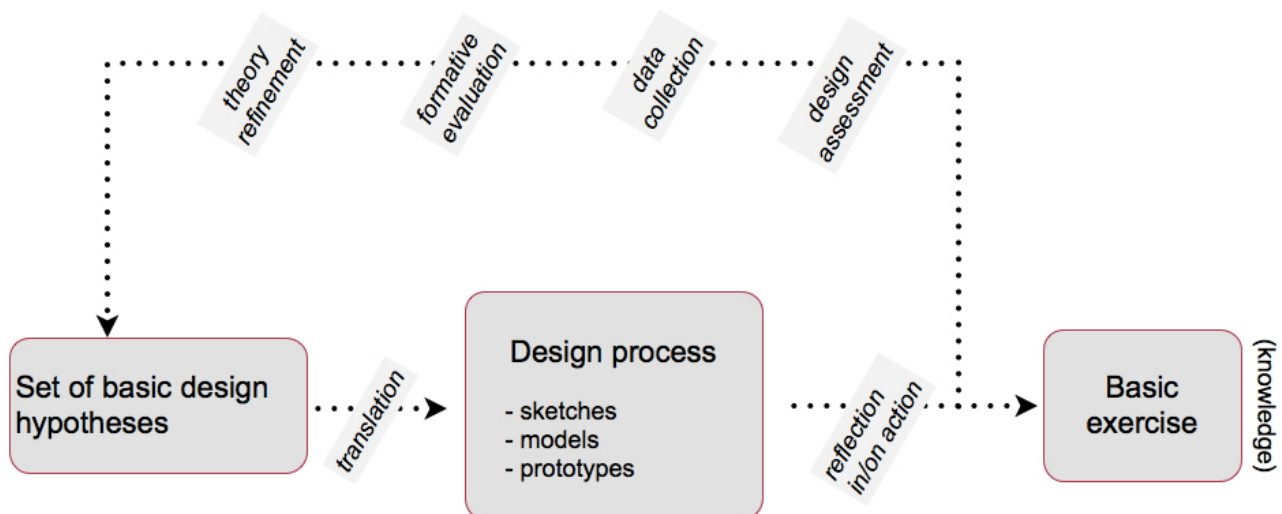 theory
refinement
formative
evaluation
data
collection
design
assessment
Set of basic design
hypotheses
translation
Design process
- sketches
- models
- prototypes
reflection
in/on action
Basic
exercise
(knowledge)